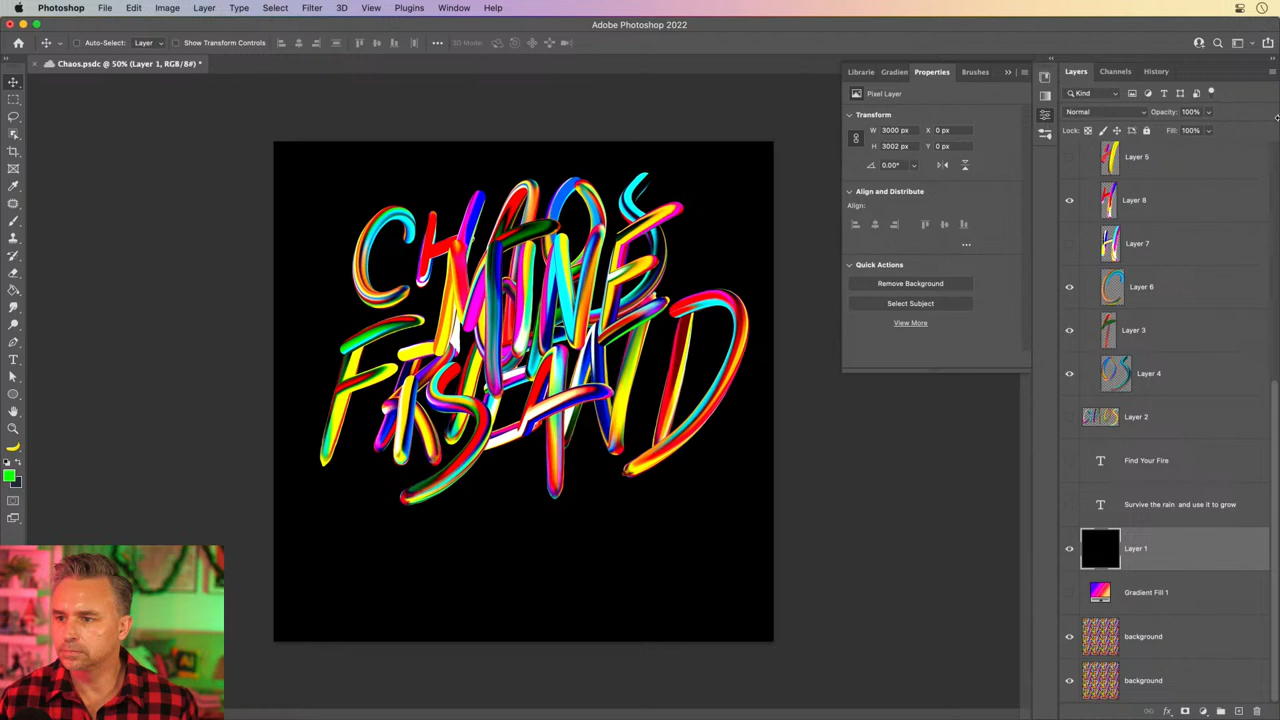 Photoshop File Edit Image Layer Type Select Filter 3D View Plugins Window Help
Adobe Photoshop 2022
Auto-Select: Layer Show Transform Controls 3D Mode:
Chaos.psdc @ 50% (Layer 1, RGB/8#) *
Librarie Gradien Properties Brushes
Pixel Layer
Transform
W 3000 px X 0 px
H 3002 px Y 0 px
0.00°
Align and Distribute
Align:
Quick Actions
Remove Background
Select Subject
View More
Layers Channels History
Kind
Normal Opacity: 100%
Lock: Fill: 100%
Layer 5
Layer 8
Layer 7
Layer 6
Layer 3
Layer 4
Layer 2
T Find Your Fire
T Survive the rain and use it to grow
Layer 1
Gradient Fill 1
background
background
CHAOS